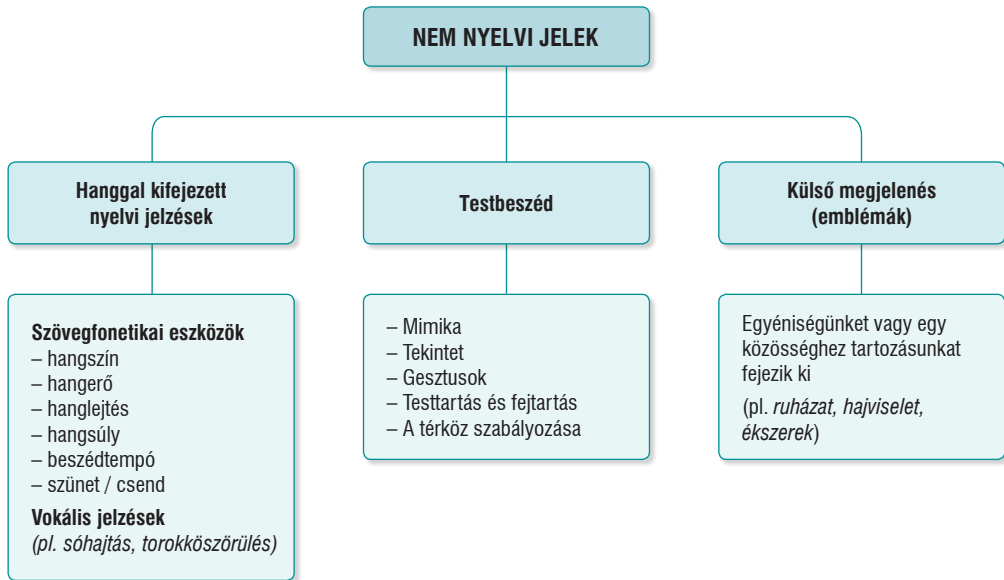 NEM NYELVI JELEK
Hanggal kifejezett
nyelvi jelzések
Testbeszéd
Külső megjelenés
(emblémák)
Szövegfonetikai eszközök
– hangszín
– hangerő
– hanglejtés
– hangsúly
– beszédtempó
– szünet / csend
Vokális jelzések
(pl. sóhajtás, torokköszörülés)
– Mimika
– Tekintet
– Gesztusok
– Testtartás és fejtartás
– A térköz szabályozása
Egyéniségünket vagy egy
közösséghez tartozásunkat
fejezik ki
(pl. ruházat, hajviselet,
ékszerek)